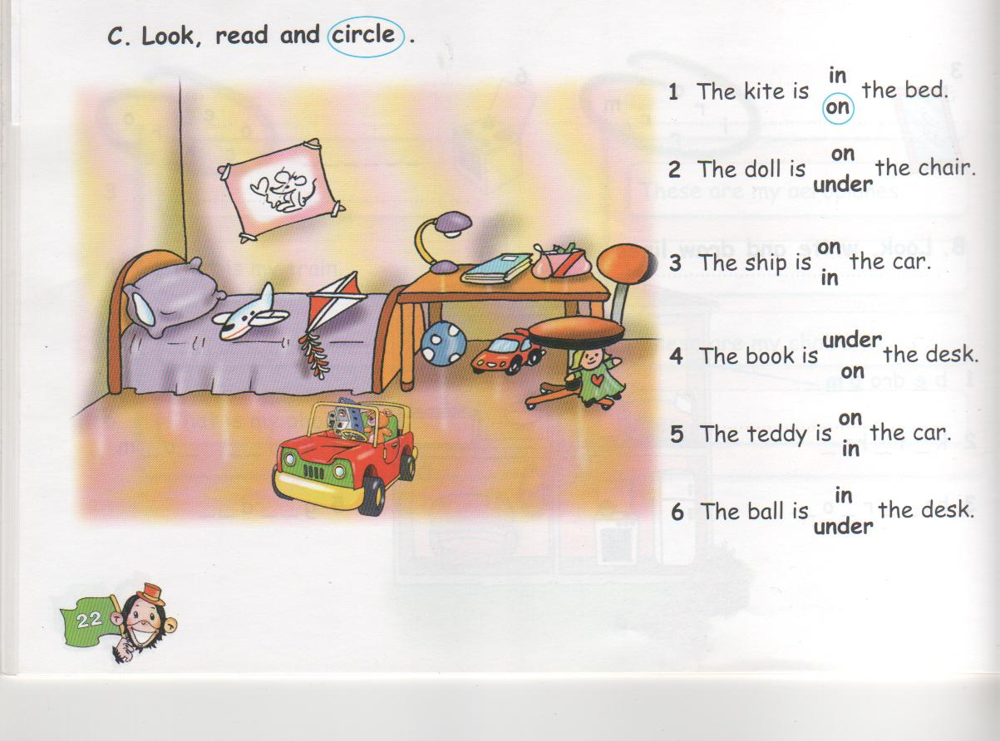 C. Look, read and circle.
in
1 The kite is the bed.
on
on
2 The doll is the chair.
under
on
3 The ship is the car.
in
under
4 The book is the desk.
on
on
5 The teddy is the car.
in
in
6 The ball is the desk.
under
22